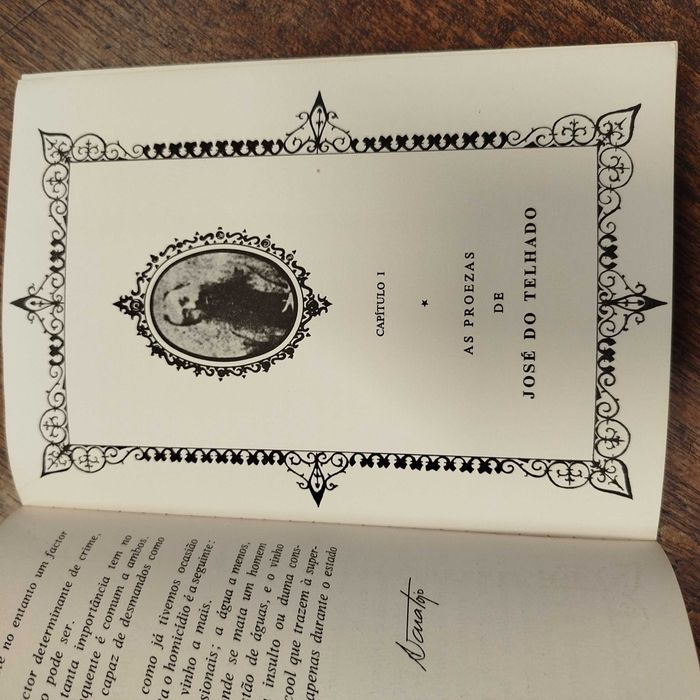 no entanto um factor
ctor determinante de crime.
o pode ser.
tanta importância tem no
quente é comum a ambos.
capaz de desmandos como
como já tivemos ocasião
a o homicídio é a seguinte:
vinho a mais.
sionais; a água a menos,
nde se mata um homem
tão de águas, e o vinho
insulto ou duma cons-
cool que trazem à super-
apenas durante o estado
CAPÍTULO I
*
AS PROEZAS
DE
JOSÉ DO TELHADO